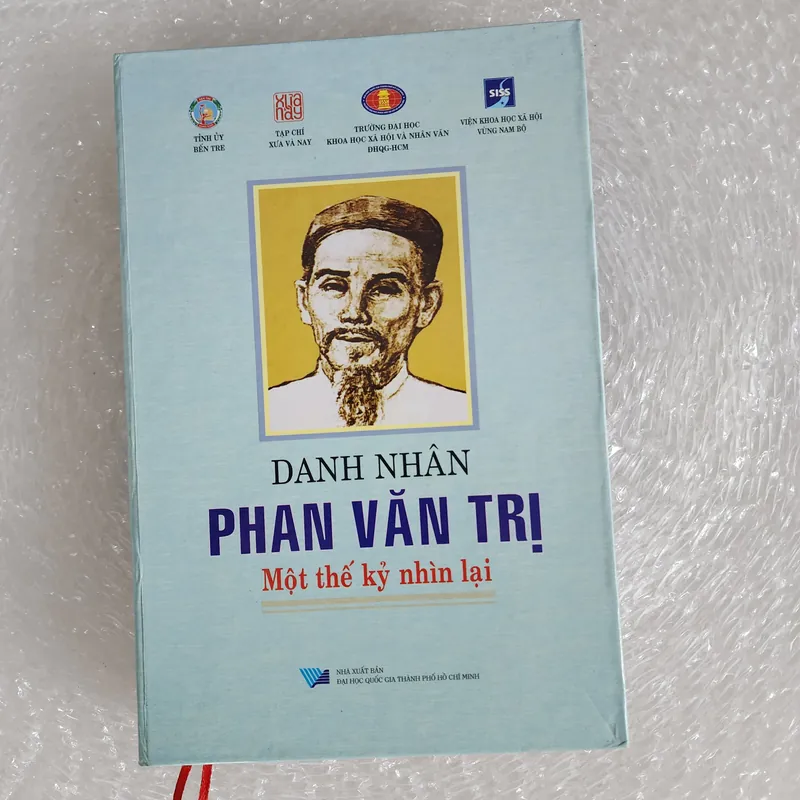 TỈNH ỦY
BẾN TRE
XƯA
NAY
TẠP CHÍ
XƯA VÀ NAY
TRƯỜNG ĐẠI HỌC
KHOA HỌC XÃ HỘI VÀ NHÂN VĂN
ĐHQG-HCM
SISS
VIỆN KHOA HỌC XÃ HỘI
VÙNG NAM BỘ
DANH NHÂN
PHAN VĂN TRỊ
Một thế kỷ nhìn lại
NHÀ XUẤT BẢN
ĐẠI HỌC QUỐC GIA THÀNH PHỐ HỒ CHÍ MINH